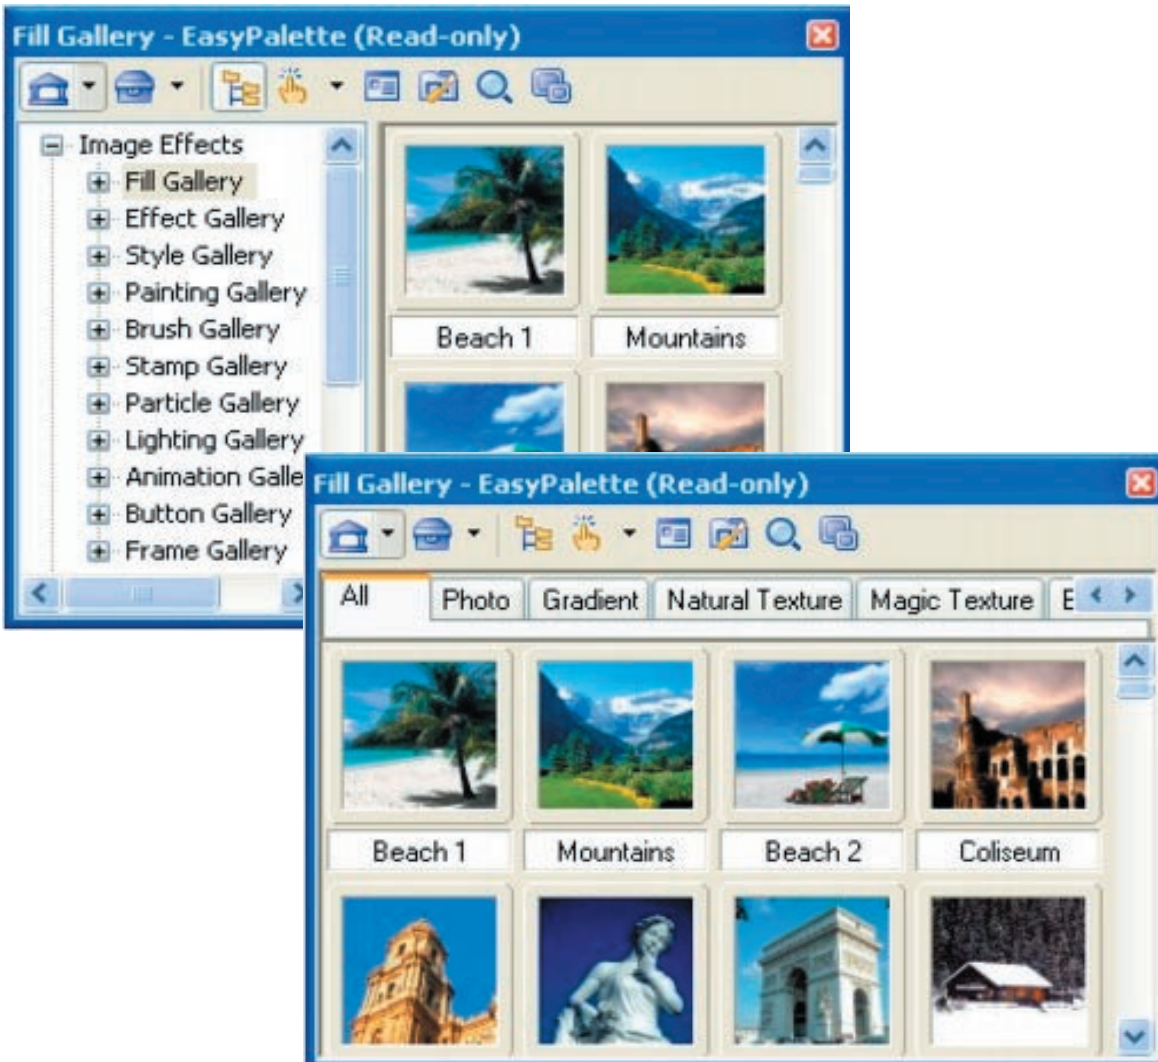 Fill Gallery - EasyPalette (Read-only)
Image Effects
Fill Gallery
Effect Gallery
Style Gallery
Painting Gallery
Brush Gallery
Stamp Gallery
Particle Gallery
Lighting Gallery
Animation Galle
Button Gallery
Frame Gallery
Beach 1 Mountains
Fill Gallery - EasyPalette (Read-only)
All Photo Gradient Natural Texture Magic Texture E
Beach 1 Mountains Beach 2 Coliseum